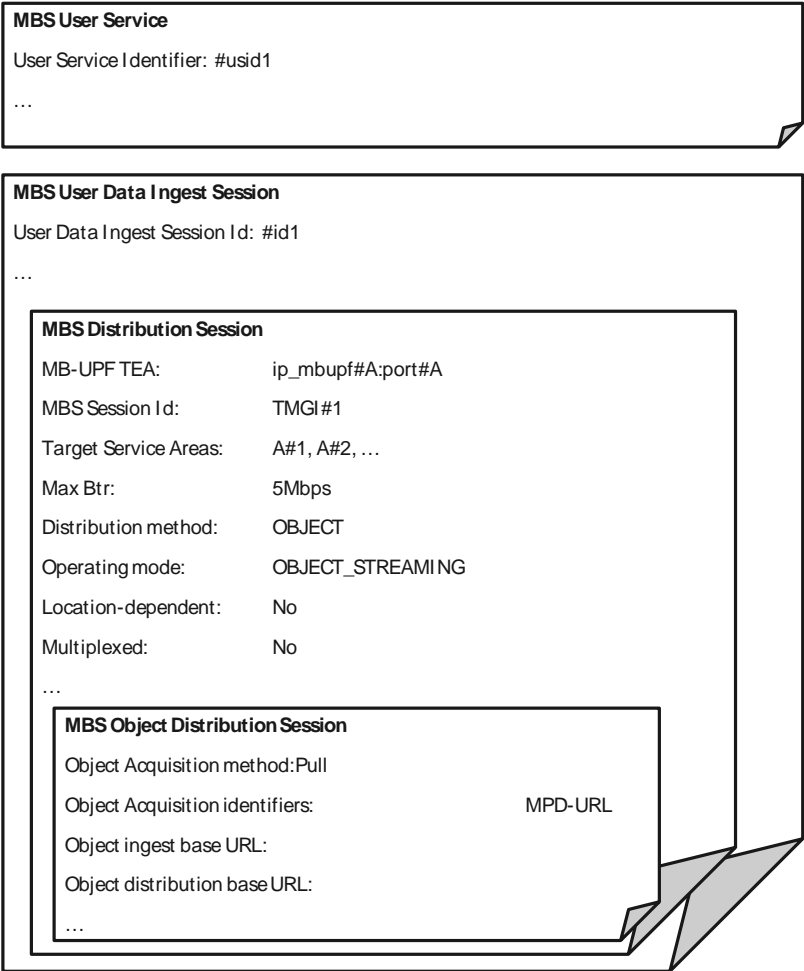 MBS User Service
User Service Identifier: #usid1
…
MBS User Data Ingest Session
User Data Ingest Session Id: #id1
…
MBS Distribution Session
MB-UPF TEA: ip_mbupf#A:port#A
MBS Session Id: TMGI#1
Target Service Areas: A#1, A#2, …
Max Btr: 5Mbps
Distribution method: OBJECT
Operating mode: OBJECT_STREAMING
Location-dependent: No
Multiplexed: No
…
MBS Object Distribution Session
Object Acquisition method:Pull
Object Acquisition identifiers: MPD-URL
Object ingest base URL:
Object distribution base URL:
…